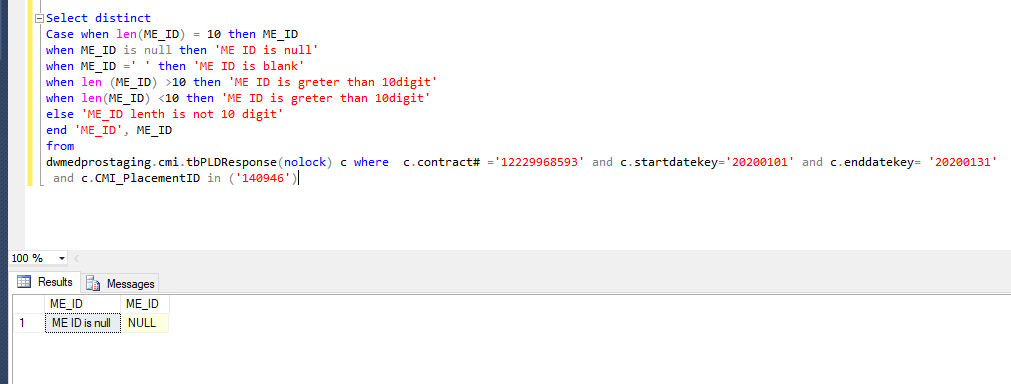 Select distinct
Case when len(ME_ID) = 10 then ME_ID
when ME_ID is null then 'ME ID is null'
when ME_ID =' ' then 'ME ID is blank'
when len (ME_ID) >10 then 'ME ID is greter than 10digit'
when len(ME_ID) <10 then 'ME ID is greter than 10digit'
else 'ME_ID lenth is not 10 digit'
end 'ME_ID', ME_ID
from
dwmedprostaging.cmi.tbPLDResponse(nolock) c where  c.contract# ='12229968593' and c.startdatekey='20200101' and c.enddatekey= '20200131'
and c.CMI_PlacementID in ('140946')
100 %
Results Messages
ME_ID ME_ID
1 ME ID is null NULL